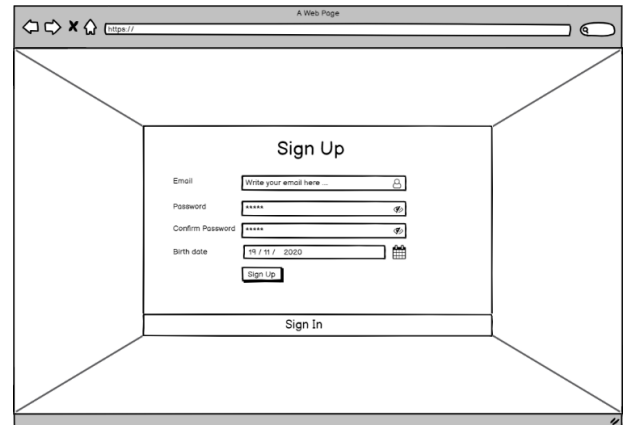 A Web Page
https://
Sign Up
Email
Write your email here ...
Password
*****
Confirm Password
*****
Birth date
19 / 11 / 2020
Sign Up
Sign In